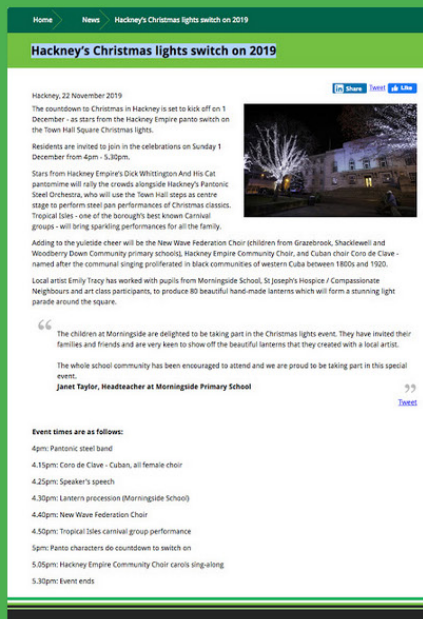 Home News Hackney's Christmas lights switch on 2019
Hackney's Christmas lights switch on 2019
Share Tweet Like
Hackney, 22 November 2019
The countdown to Christmas in Hackney is set to kick off on 1
December - as stars from the Hackney Empire panto switch on
the Town Hall Square Christmas lights.
Residents are invited to join in the celebrations on Sunday 1
December from 4pm - 5.30pm.
Stars from Hackney Empire's Dick Whittington And His Cat
pantomime will rally the crowds alongside Hackney's Pantonic
Steel Orchestra, who will use the Town Hall steps as centre
stage to perform steel pan performances of Christmas classics.
Tropical Isles - one of the borough's best known Carnival
groups - will bring sparkling performances for all the family.
Adding to the yuletide cheer will be the New Wave Federation Choir (children from Grazebrook, Shacklewell and
Woodberry Down Community primary schools), Hackney Empire Community Choir, and Cuban choir Coro de Clave -
named after the communal singing proliferated in black communities of western Cuba between 1800s and 1920.
Local artist Emily Tracy has worked with pupils from Morningside School, St Joseph's Hospice / Compassionate
Neighbours and art class participants, to produce 80 beautiful hand-made lanterns which will form a stunning light
parade around the square.
The children at Morningside are delighted to be taking part in the Christmas lights event. They have invited their
families and friends and are very keen to show off the beautiful lanterns that they created with a local artist.
The whole school community has been encouraged to attend and we are proud to be taking part in this special
event.
Janet Taylor, Headteacher at Morningside Primary School
Tweet
Event times are as follows:
4pm: Pantonic steel band
4.15pm: Coro de Clave - Cuban, all female choir
4.25pm: Speaker's speech
4.30pm: Lantern procession (Morningside School)
4.40pm: New Wave Federation Choir
4.50pm: Tropical Isles carnival group performance
5pm: Panto characters do countdown to switch on
5.05pm: Hackney Empire Community Choir carols sing-along
5.30pm: Event ends